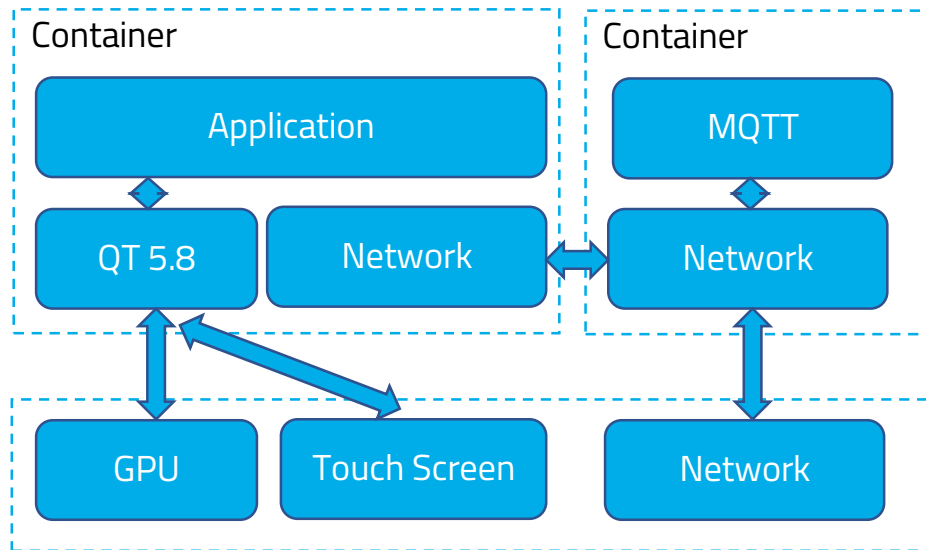 Container
Application
QT 5.8
Network
Container
MQTT
Network
GPU
Touch Screen
Network